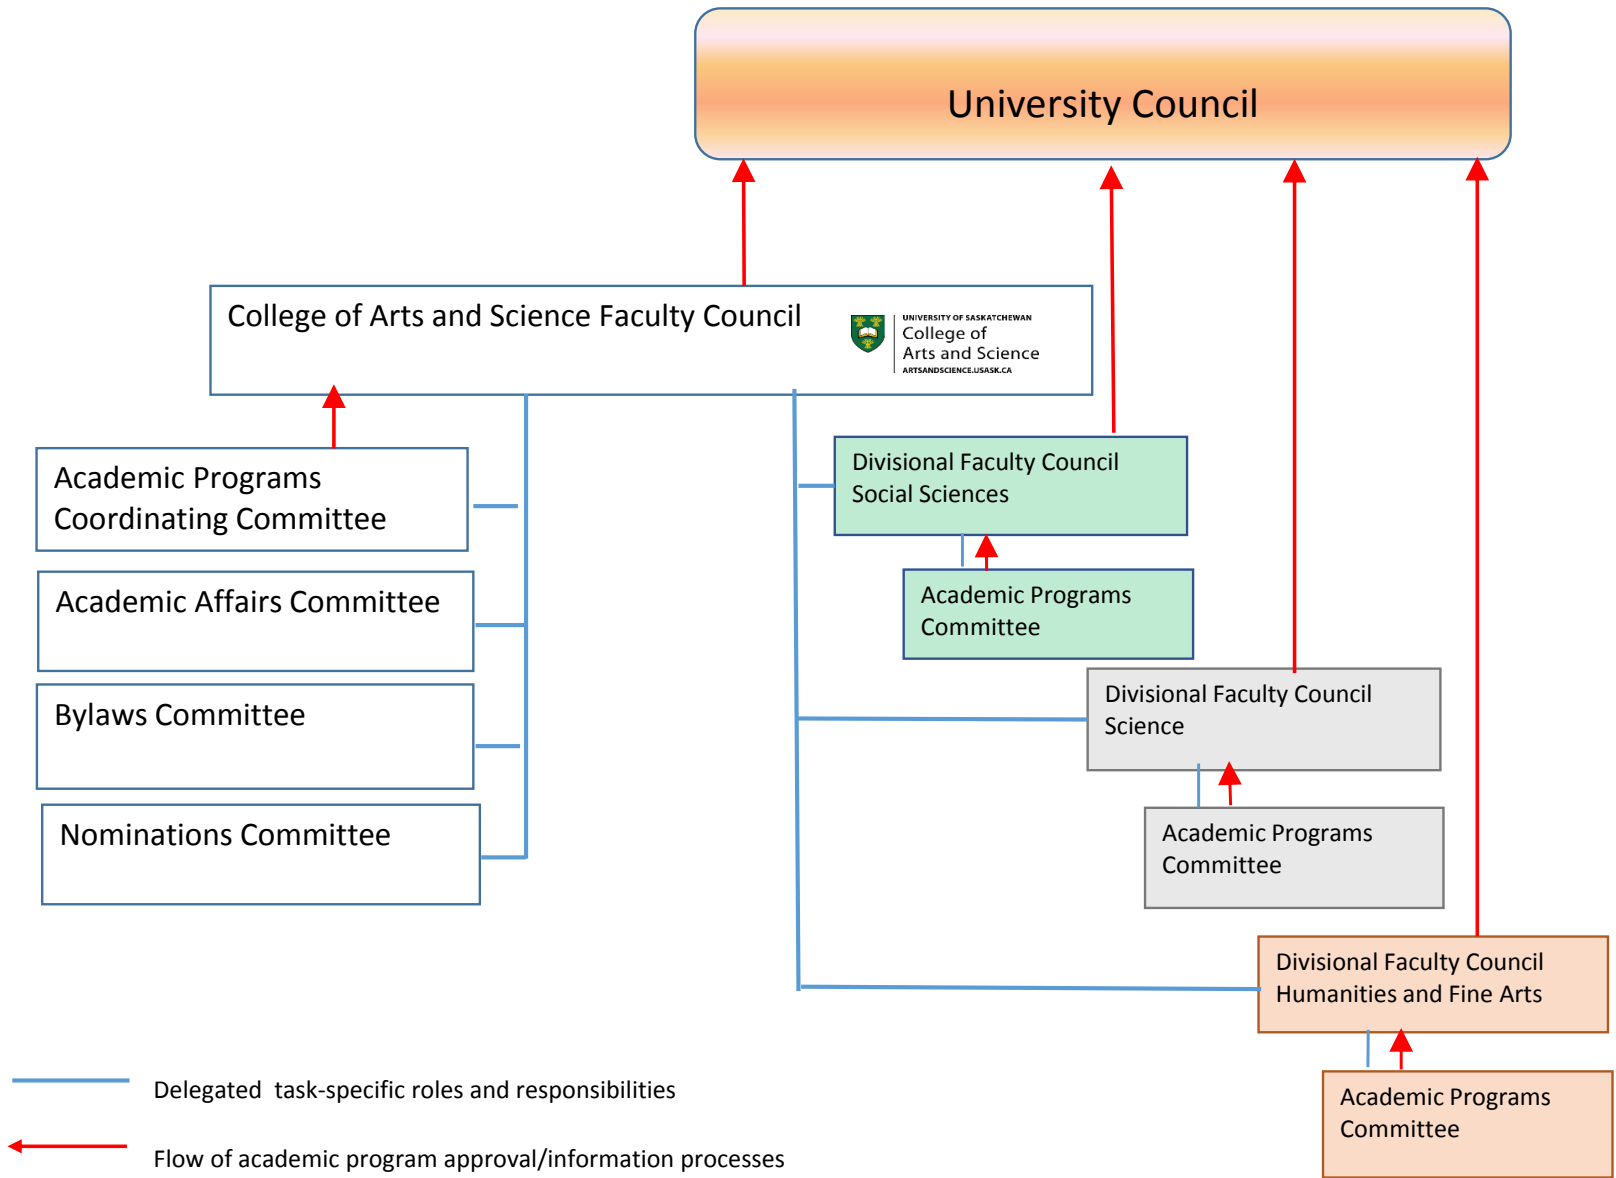 University Council
College of Arts and Science Faculty Council
UNIVERSITY OF SASKATCHEWAN
College of
Arts and Science
ARTSANDSCIENCE.USASK.CA
Academic Programs
Coordinating Committee
Academic Affairs Committee
Bylaws Committee
Nominations Committee
Divisional Faculty Council
Social Sciences
Academic Programs
Committee
Divisional Faculty Council
Science
Academic Programs
Committee
Divisional Faculty Council
Humanities and Fine Arts
Academic Programs
Committee
Delegated  task-specific roles and responsibilities
Flow of academic program approval/information processes